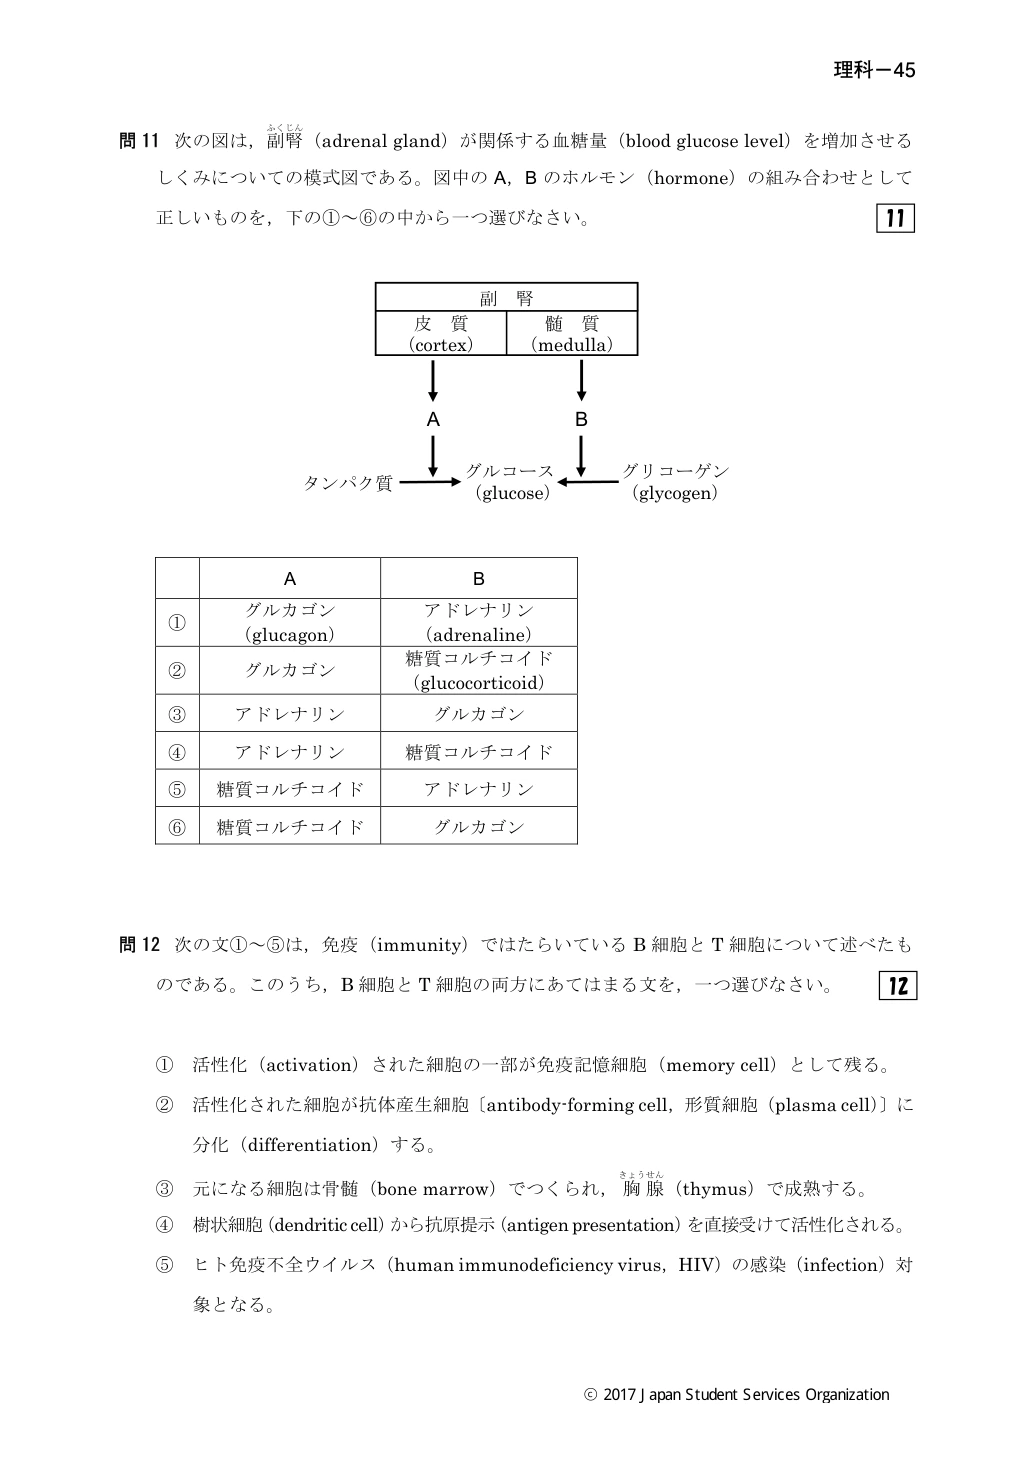 理科－45
ふくじん
問 11 次の図は，副腎（adrenal gland）が関係する血糖量（blood glucose level）を増加させる
しくみについての模式図である。図中の A，B のホルモン（hormone）の組み合わせとして
正しいものを，下の①～⑥の中から一つ選びなさい。 11
副　腎
皮　質 髄　質
(cortex) (medulla)
A B
タンパク質 グルコース グリコーゲン
(glucose) (glycogen)
A B
① グルカゴン アドレナリン
(glucagon) (adrenaline)
② グルカゴン 糖質コルチコイド
(glucocorticoid)
③ アドレナリン グルカゴン
④ アドレナリン 糖質コルチコイド
⑤ 糖質コルチコイド アドレナリン
⑥ 糖質コルチコイド グルカゴン
問 12 次の文①～⑤は，免疫（immunity）ではたらいている B 細胞と T 細胞について述べたも
のである。このうち，B 細胞と T 細胞の両方にあてはまる文を，一つ選びなさい。 12
① 活性化（activation）された細胞の一部が免疫記憶細胞（memory cell）として残る。
② 活性化された細胞が抗体産生細胞〔antibody-forming cell，形質細胞（plasma cell）〕に
分化（differentiation）する。
きょうせん
③ 元になる細胞は骨髄（bone marrow）でつくられ，胸腺（thymus）で成熟する。
④ 樹状細胞（dendritic cell）から抗原提示（antigen presentation）を直接受けて活性化される。
⑤ ヒト免疫不全ウイルス（human immunodeficiency virus，HIV）の感染（infection）対
象となる。
© 2017 Japan Student Services Organization